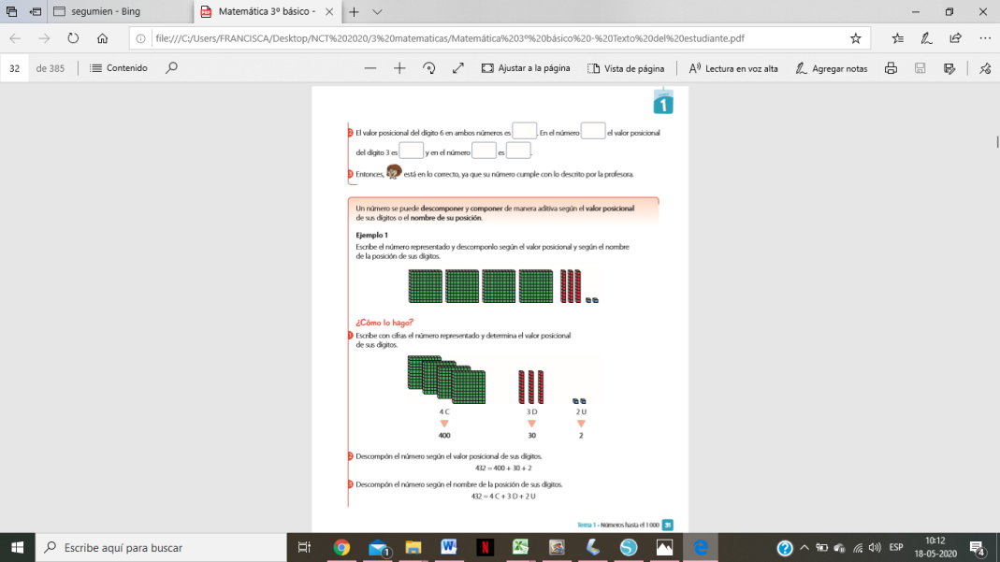 segumien - Bing
Matemática 3º básico -
file:///C:/Users/FRANCISCA/Desktop/NCT%202020/3%20matematicas/Matemática%203º%20básico%20-%20Texto%20del%20estudiante.pdf
32 de 385 Contenido Ajustar a la página Vista de página Lectura en voz alta Agregar notas
1
2 El valor posicional del dígito 6 en ambos números es . En el número el valor posicional
del dígito 3 es y en el número es .
3 Entonces, está en lo correcto, ya que su número cumple con lo descrito por la profesora.
Un número se puede descomponer y componer de manera aditiva según el valor posicional
de sus dígitos o el nombre de su posición.
Ejemplo 1
Escribe el número representado y descomponlo según el valor posicional y según el nombre
de la posición de sus dígitos.
¿Cómo lo hago?
1 Escribe con cifras el número representado y determina el valor posicional
de sus dígitos.
4 C 3 D 2 U
400 30 2
2 Descompón el número según el valor posicional de sus dígitos.
432 = 400 + 30 + 2
3 Descompón el número según el nombre de la posición de sus dígitos.
432 = 4 C + 3 D + 2 U
Tema 1 - Números hasta el 1 000 31
Escribe aquí para buscar
1
ESP
10:12
18-05-2020
4